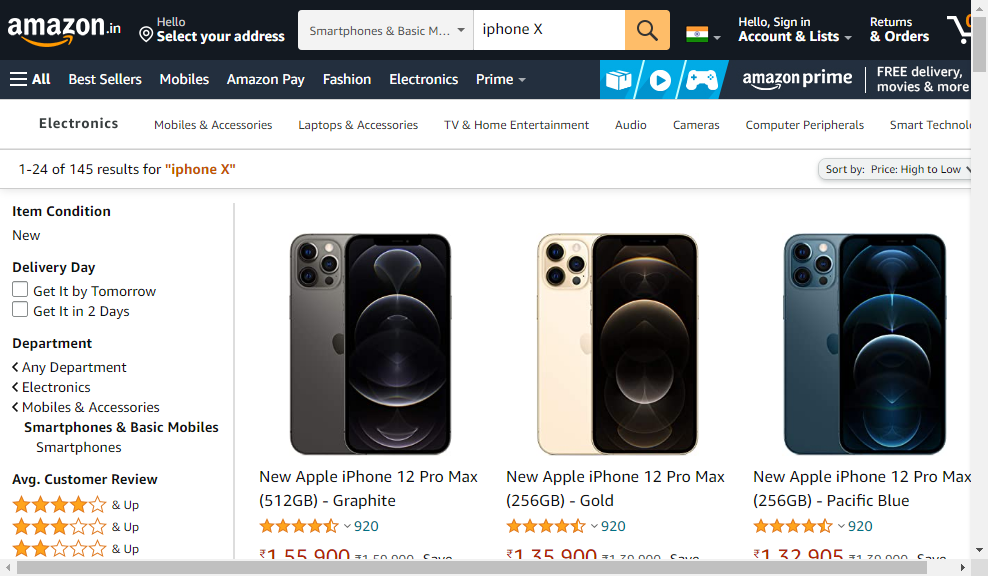 amazon.in
Hello
Select your address
Smartphones & Basic M...
iphone X
Hello, Sign in
Account & Lists
Returns
& Orders
0
All
Best Sellers
Mobiles
Amazon Pay
Fashion
Electronics
Prime
amazon prime
FREE delivery,
movies & more
Electronics
Mobiles & Accessories
Laptops & Accessories
TV & Home Entertainment
Audio
Cameras
Computer Peripherals
Smart Technol
1-24 of 145 results for "iphone X"
Sort by: Price: High to Low
Item Condition
New
Delivery Day
Get It by Tomorrow
Get It in 2 Days
Department
Any Department
Electronics
Mobiles & Accessories
Smartphones & Basic Mobiles
Smartphones
Avg. Customer Review
& Up
& Up
& Up
New Apple iPhone 12 Pro Max
(512GB) - Graphite
920
₹1,55,900 ₹1,59,900 Save
New Apple iPhone 12 Pro Max
(256GB) - Gold
920
₹1,35,900 ₹1,39,900 Save
New Apple iPhone 12 Pro Max
(256GB) - Pacific Blue
920
₹1,32,905 ₹1,39,900 Save